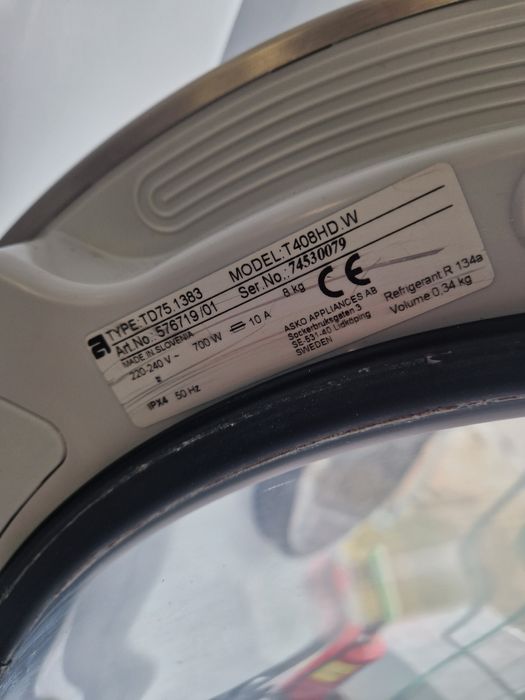 TYPE:TD75.1383 MODEL:T408HD.W
Art.No.:576719/01 Ser.No.:74530079
MADE IN SLOVENIA
220-240 V ~ 700 W 10 A 8 kg CE
IPX4 50 Hz
ASKO APPLIANCES AB
Sockerbruksgatan 3
SE-531-40 Lidköping
SWEDEN
Refrigerant R 134a
Volume 0,34 kg